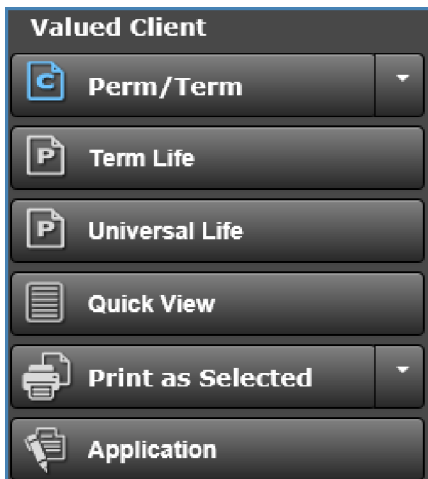 Valued Client
C Perm/Term
P Term Life
P Universal Life
Quick View
Print as Selected
Application